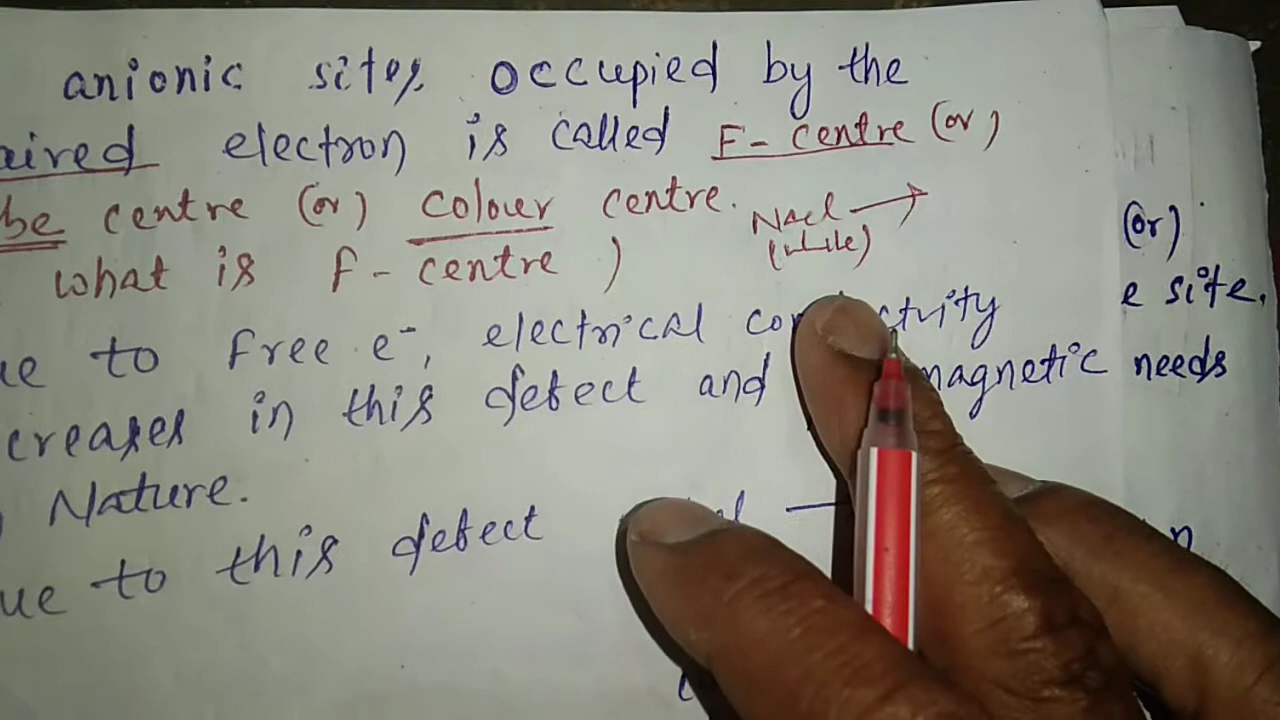 anionic sites occupied by the
aired electron is called F-centre (or)
be centre (or) colour centre. NaCl →
(white)
what is F-centre )
(or)
e site.
ue to free e⁻, electrical co ctivity
creases in this defect and magnetic needs
Nature.
ue to this defect